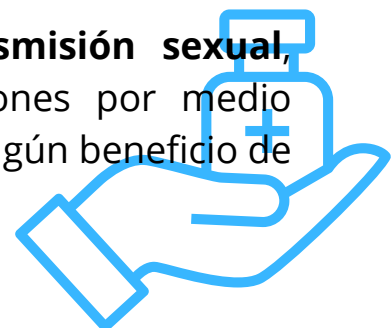 smisión sexual,
ones por medio
gún beneficio de